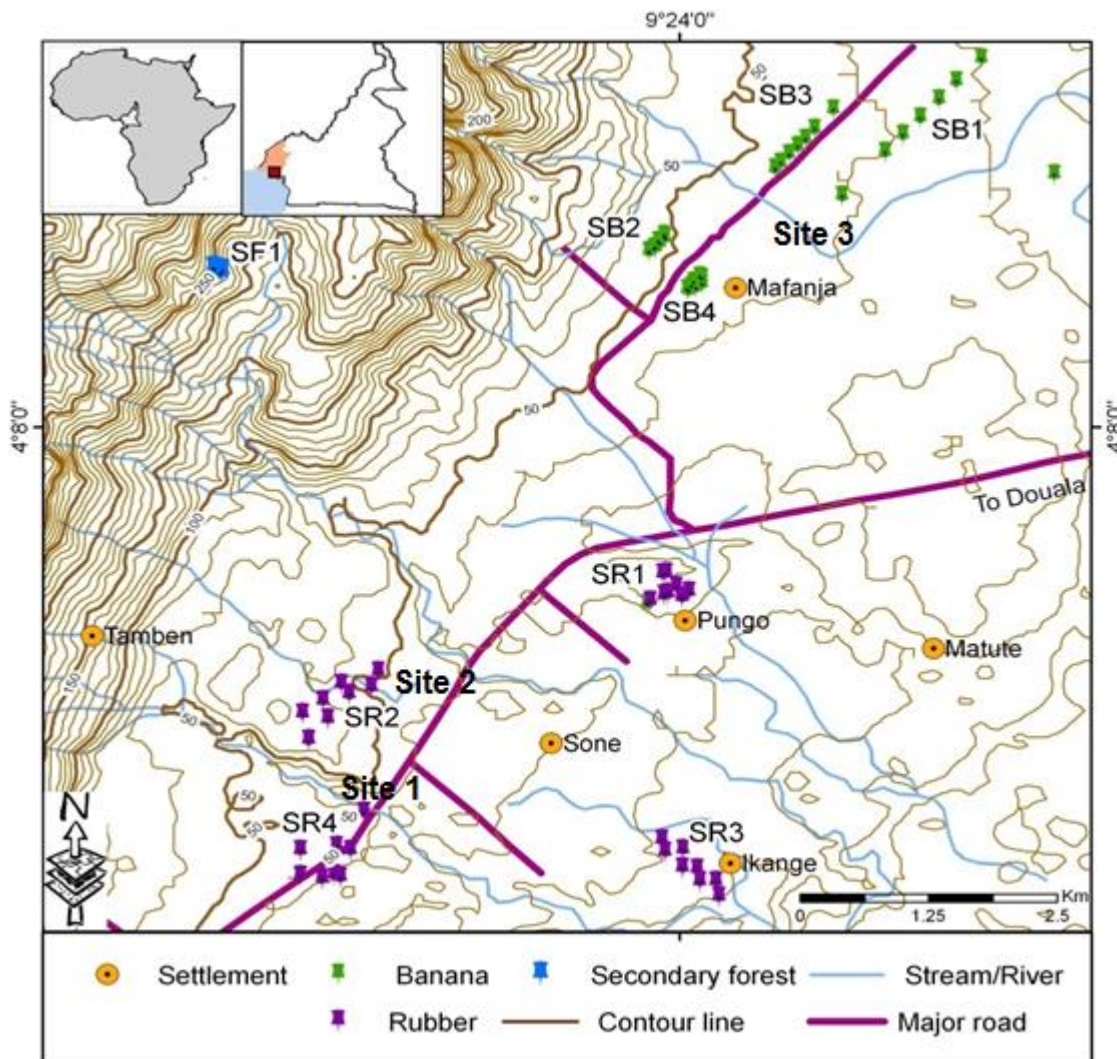 9°24'0"
50
SB3
200
SB1
50
SB2
Site 3
SF1
250
SB4
Mafanja
50
4°8'0"
4°8'0"
To Douala
100
SR1
Pungo
Tamben
Matute
150
Site 2
SR2
50
Sone
Site 1
50
50
N
50
SR4
SR3
50
Ikange
Km
0 1.25 2.5
Settlement Banana Secondary forest Stream/River
Rubber Contour line Major road